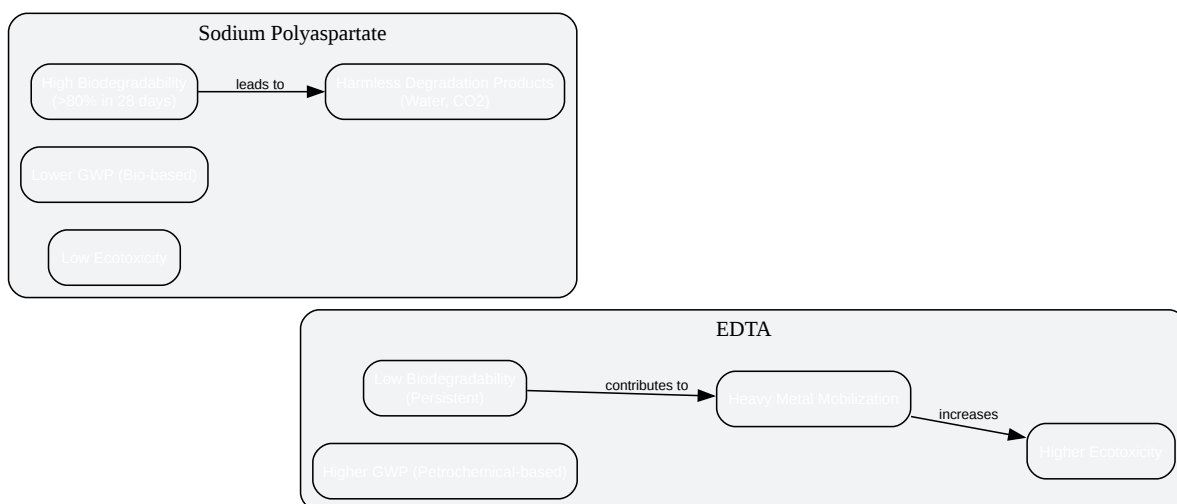 Sodium Polyaspartate
High Biodegradability
(>80% in 28 days)
leads to
Harmless Degradation Products
(Water, CO2)
Lower GWP (Bio-based)
Low Ecotoxicity
EDTA
Low Biodegradability
(Persistent)
contributes to
Heavy Metal Mobilization
increases
Higher Ecotoxicity
Higher GWP (Petrochemical-based)